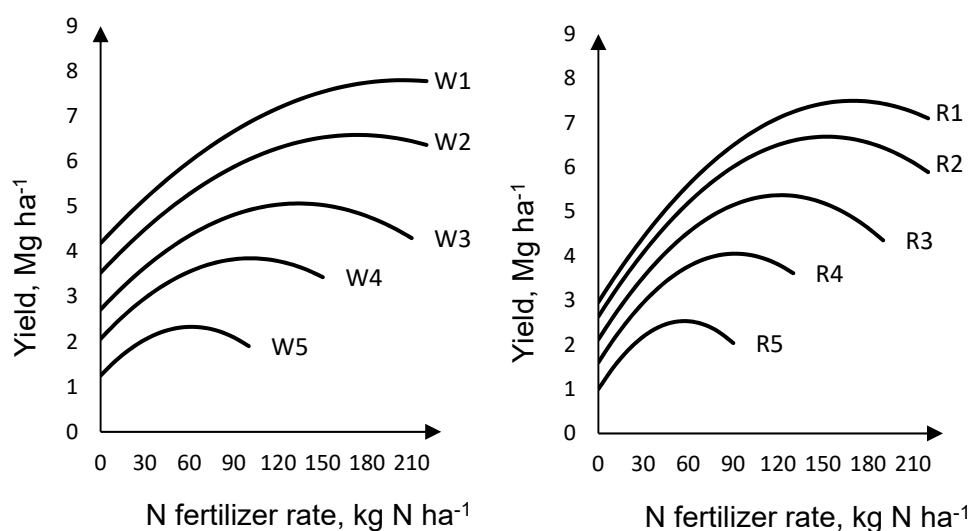 9
8
7
6
5
4
3
2
1
0
Yield, Mg ha⁻¹
W1
W2
W3
W4
W5
0 30 60 90 120 150 180 210
N fertilizer rate, kg N ha⁻¹
9
8
7
6
5
4
3
2
1
0
Yield, Mg ha⁻¹
R1
R2
R3
R4
R5
0 30 60 90 120 150 180 210
N fertilizer rate, kg N ha⁻¹